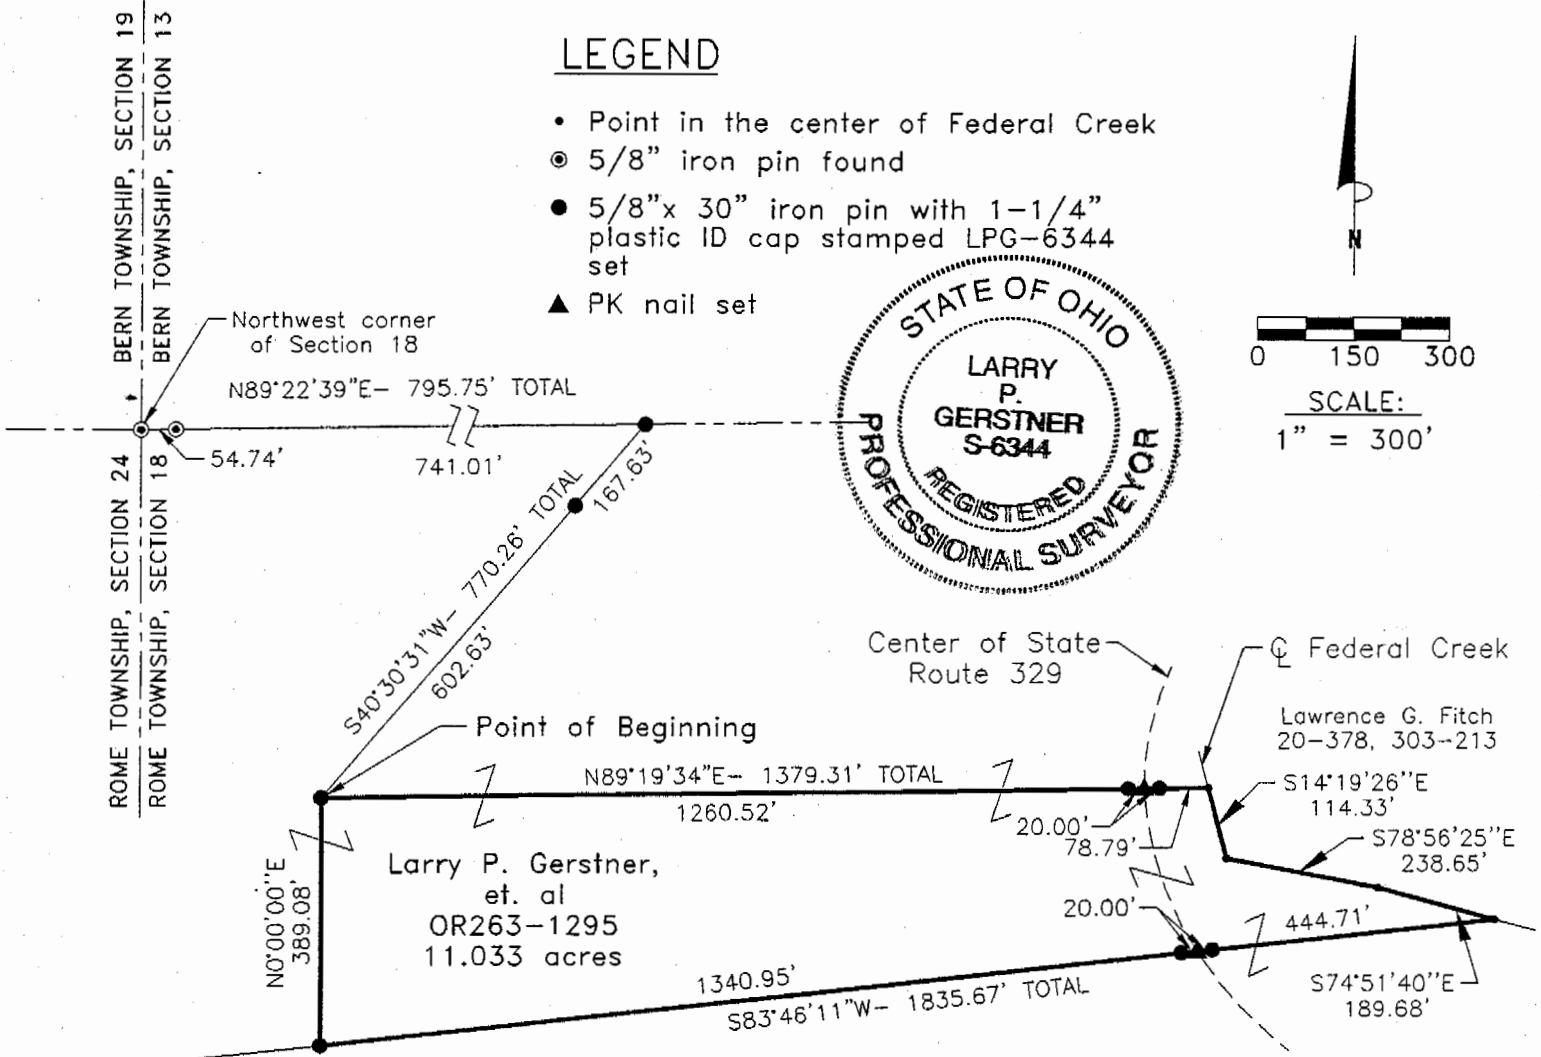 BERN TOWNSHIP, SECTION 19
BERN TOWNSHIP, SECTION 13
LEGEND
Point in the center of Federal Creek
5/8" iron pin found
5/8"x 30" iron pin with 1-1/4"
plastic ID cap stamped LPG-6344
set
PK nail set
N
0 150 300
SCALE:
1" = 300'
STATE OF OHIO
LARRY
P.
GERSTNER
S-6344
REGISTERED
PROFESSIONAL SURVEYOR
Northwest corner
of Section 18
N89°22'39"E- 795.75' TOTAL
54.74'
741.01'
ROME TOWNSHIP, SECTION 24
ROME TOWNSHIP, SECTION 18
S40°30'31"W- 770.26' TOTAL
167.63'
602.63'
Center of State
Route 329
℄ Federal Creek
Lawrence G. Fitch
20-378, 303-213
Point of Beginning
N89°19'34"E- 1379.31' TOTAL
1260.52'
20.00'
78.79'
S14°19'26"E
114.33'
S78°56'25"E
238.65'
N0°00'00"E
389.08'
Larry P. Gerstner,
et. al
OR263-1295
11.033 acres
20.00'
444.71'
S74°51'40"E
189.68'
1340.95'
S83°46'11"W- 1835.67' TOTAL